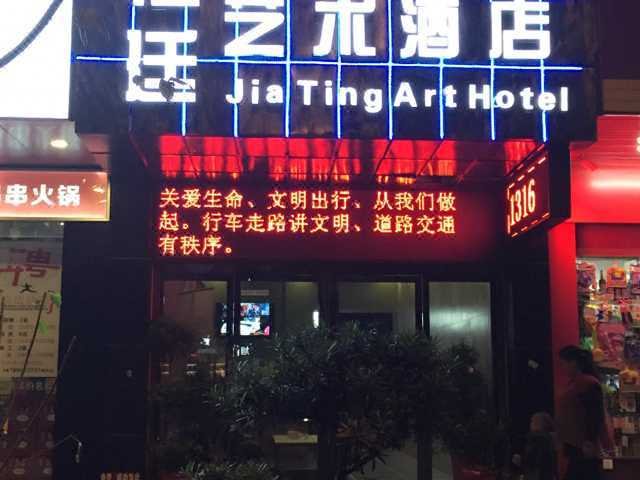 廷
艺术酒店
Jia Ting Art Hotel
串火锅
关爱生命、文明出行、从我们做
起。行车走路讲文明、道路交通
有秩序。
1316
聘